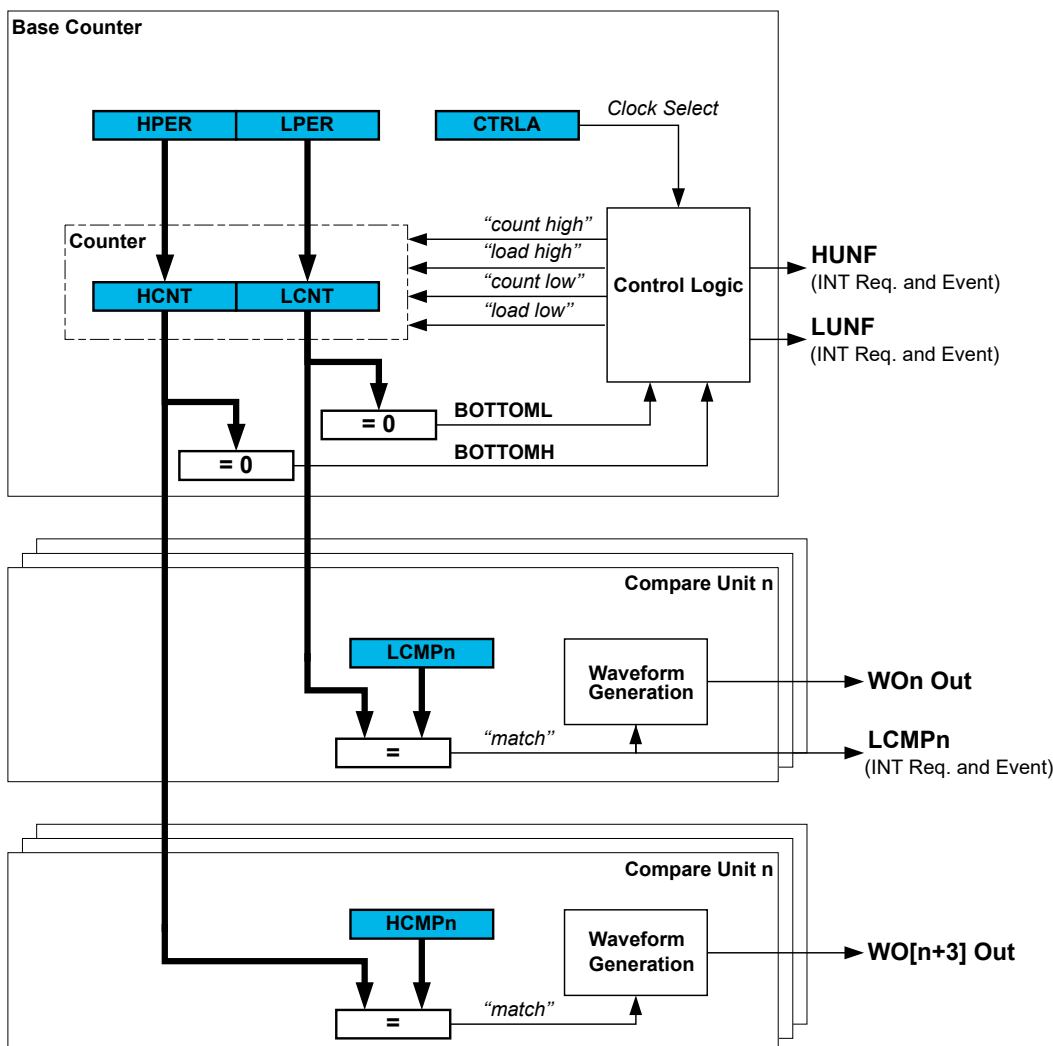 Base Counter
HPER LPER CTRLA Clock Select
“count high”
Counter
“load high”
HUNF
(INT Req. and Event)
Control Logic
HCNT LCNT
“count low”
“load low”
LUNF
(INT Req. and Event)
= 0
BOTTOML
= 0
BOTTOMH
Compare Unit n
LCMPn
Waveform
Generation
WOn Out
=
“match”
LCMPn
(INT Req. and Event)
Compare Unit n
HCMPn
Waveform
Generation
WO[n+3] Out
=
“match”